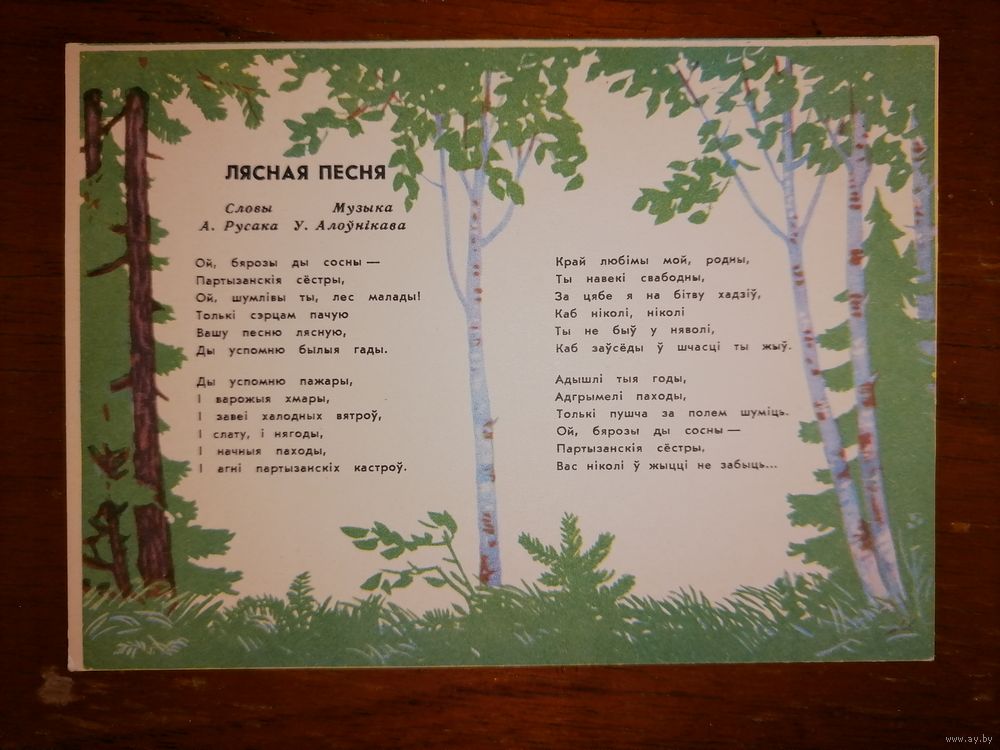 ЛЯСНАЯ ПЕСНЯ
Словы Музыка
А. Русака У. Алоўнікава
Ой, бярозы ды сосны —
Партызанскія сёстры,
Ой, шумлівы ты, лес малады!
Толькі сэрцам пачую
Вашу песню лясную,
Ды успомню былыя гады.
Ды успомню пажары,
І варожыя хмары,
І завеі халодных вятроў,
І слату, і нягоды,
І начныя паходы,
І агні партызанскіх кастроў.
Край любімы мой, родны,
Ты навекі свабодны,
За цябе я на бітву хадзіў,
Каб ніколі, ніколі
Ты не быў у няволі,
Каб заўсёды ў шчасці ты жыў.
Адышлі тыя годы,
Адгрымелі паходы,
Толькі пушча за полем шуміць.
Ой, бярозы ды сосны —
Партызанскія сёстры,
Вас ніколі ў жыцці не забыць...
www.ay.by